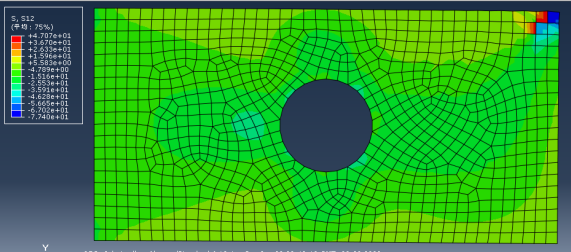 S, S12
(平均: 75%)
+4.707e+01
+3.670e+01
+2.633e+01
+1.596e+01
+5.583e+00
-4.789e+00
-1.516e+01
-2.553e+01
-3.591e+01
-4.628e+01
-5.665e+01
-6.702e+01
-7.740e+01
Y